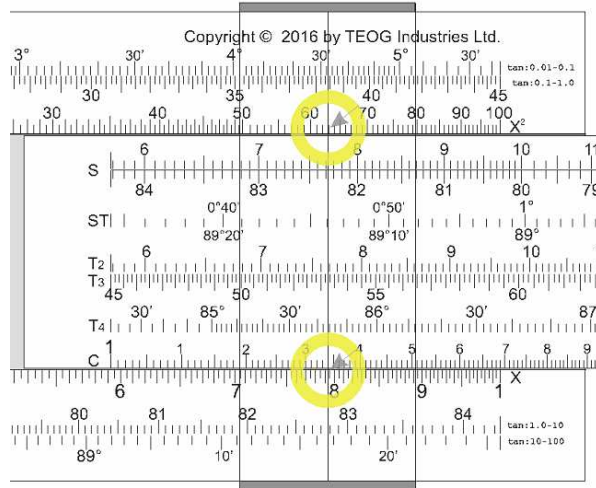 Copyright © 2016 by TEOG Industries Ltd.
3° 30' 4° 30' 5° 30' tan:0.01-0.1
30 35 40 45 tan:0.1-1.0
30 40 50 60 70 80 90 100 X²
S 6 7 8 9 10 11
84 83 82 81 80 79
ST 0°40' 0°50' 1°
89°20' 89°10' 89°
T2 6 7 8 9 10
T3
45 50 55 60
T4 30' 85° 30' 86° 30' 87
C 1 1 2 3 4 5 6 7 8 9
6 7 8 9 1 X
80 81 82 83 84 tan:1.0-10
89° 10' 20' tan:10-100